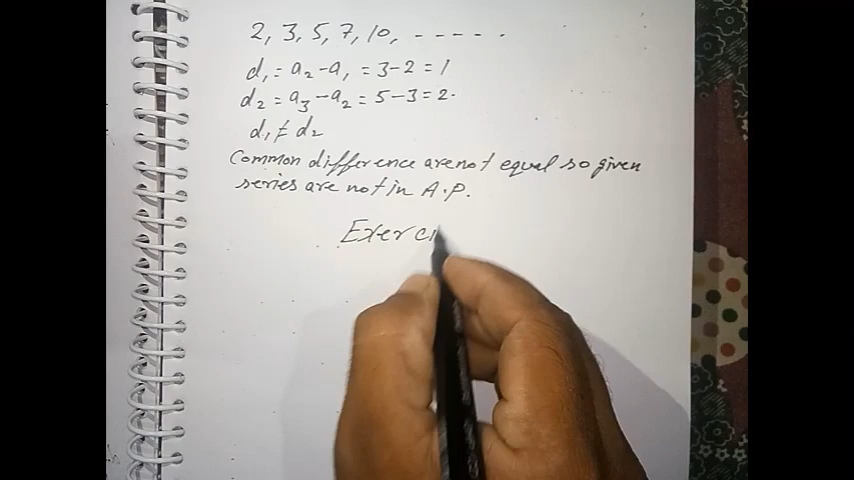 2, 3, 5, 7, 10, - - - - - .
d₁ = a₂ - a₁ = 3 - 2 = 1
d₂ = a₃ - a₂ = 5 - 3 = 2.
d₁ ≠ d₂
Common difference are not equal so given
series are not in A.P.
Exerci